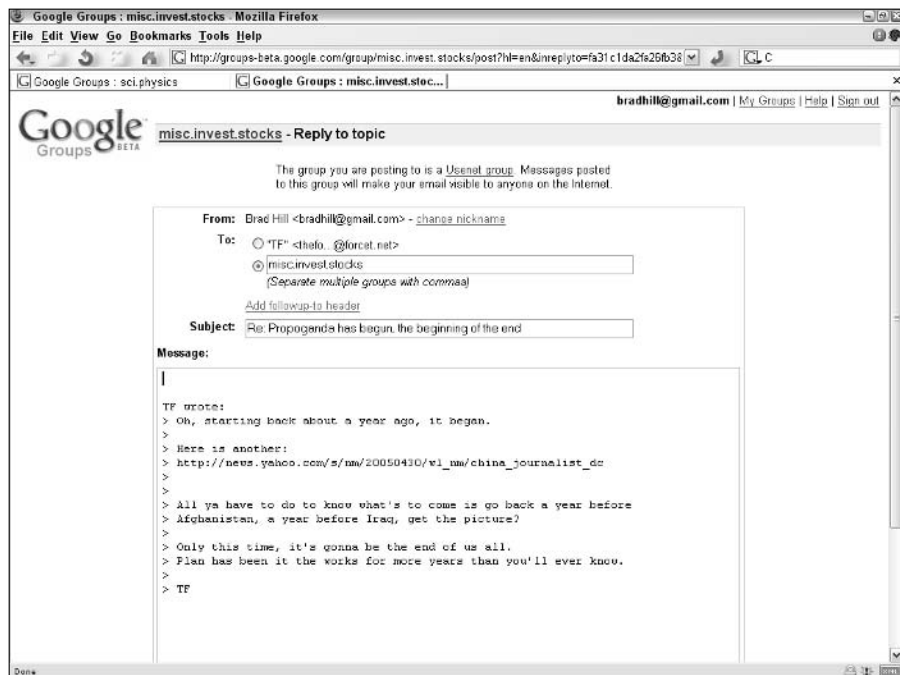 Google Groups : misc.invest.stocks - Mozilla Firefox
File Edit View Go Bookmarks Tools Help
http://groups-beta.google.com/group/misc.invest.stocks/post?hl=en&inreplyto=fa31c1da2fa26fb38
G C
Google Groups : sci.physics
Google Groups : misc.invest.stoc...
bradhill@gmail.com | My Groups | Help | Sign out
Google
Groups BETA
misc.invest.stocks - Reply to topic
The group you are posting to is a Usenet group. Messages posted
to this group will make your email visible to anyone on the Internet.
From: Brad Hill <bradhill@gmail.com> - change nickname
To: "TF" <thefo...@forcet.net>
misc.invest.stocks
(Separate multiple groups with commas)
Add followup-to header
Subject: Re: Propoganda has begun, the beginning of the end
Message:
TF wrote:
> Oh, starting back about a year ago, it began.
>
> Here is another:
> http://news.yahoo.com/s/nm/20050430/wl_nm/china_journalist_dc
>
>
> All ya have to do to know what's to come is go back a year before
> Afghanistan, a year before Iraq, get the picture?
>
> Only this time, it's gonna be the end of us all.
> Plan has been it the works for more years than you'll ever know.
>
> TF
Done